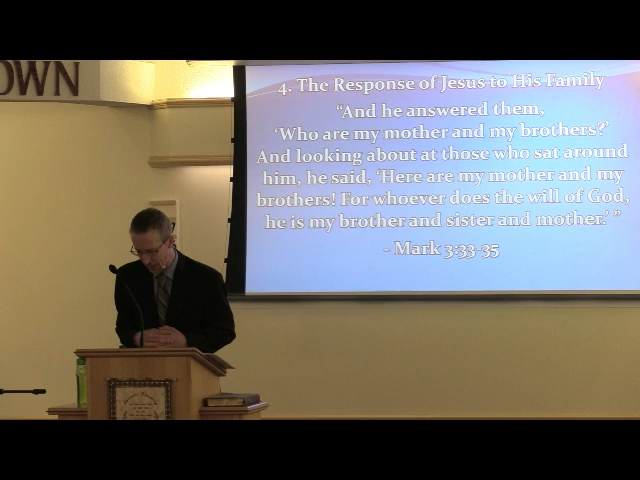 OWN
4. The Response of Jesus to His Family
“And he answered them,
‘Who are my mother and my brothers?’
And looking about at those who sat around
him, he said, ‘Here are my mother and my
brothers! For whoever does the will of God,
he is my brother and sister and mother.’ ”
- Mark 3:33-35